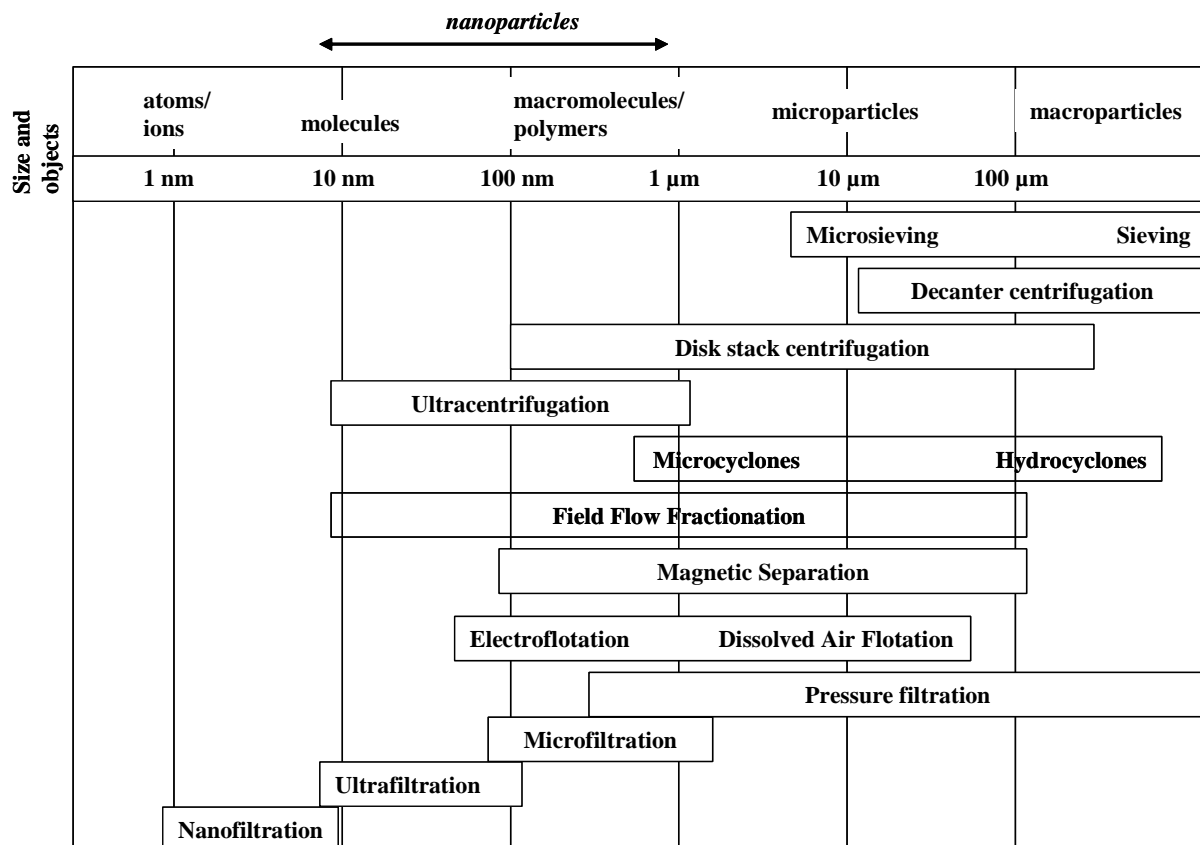 nanoparticles
Size and
objects
atoms/
ions
molecules
macromolecules/
polymers
microparticles
macroparticles
1 nm
10 nm
100 nm
1 µm
10 µm
100 µm
Microsieving
Sieving
Decanter centrifugation
Disk stack centrifugation
Ultracentrifugation
Microcyclones
Hydrocyclones
Field Flow Fractionation
Magnetic Separation
Electroflotation
Dissolved Air Flotation
Pressure filtration
Microfiltration
Ultrafiltration
Nanofiltration